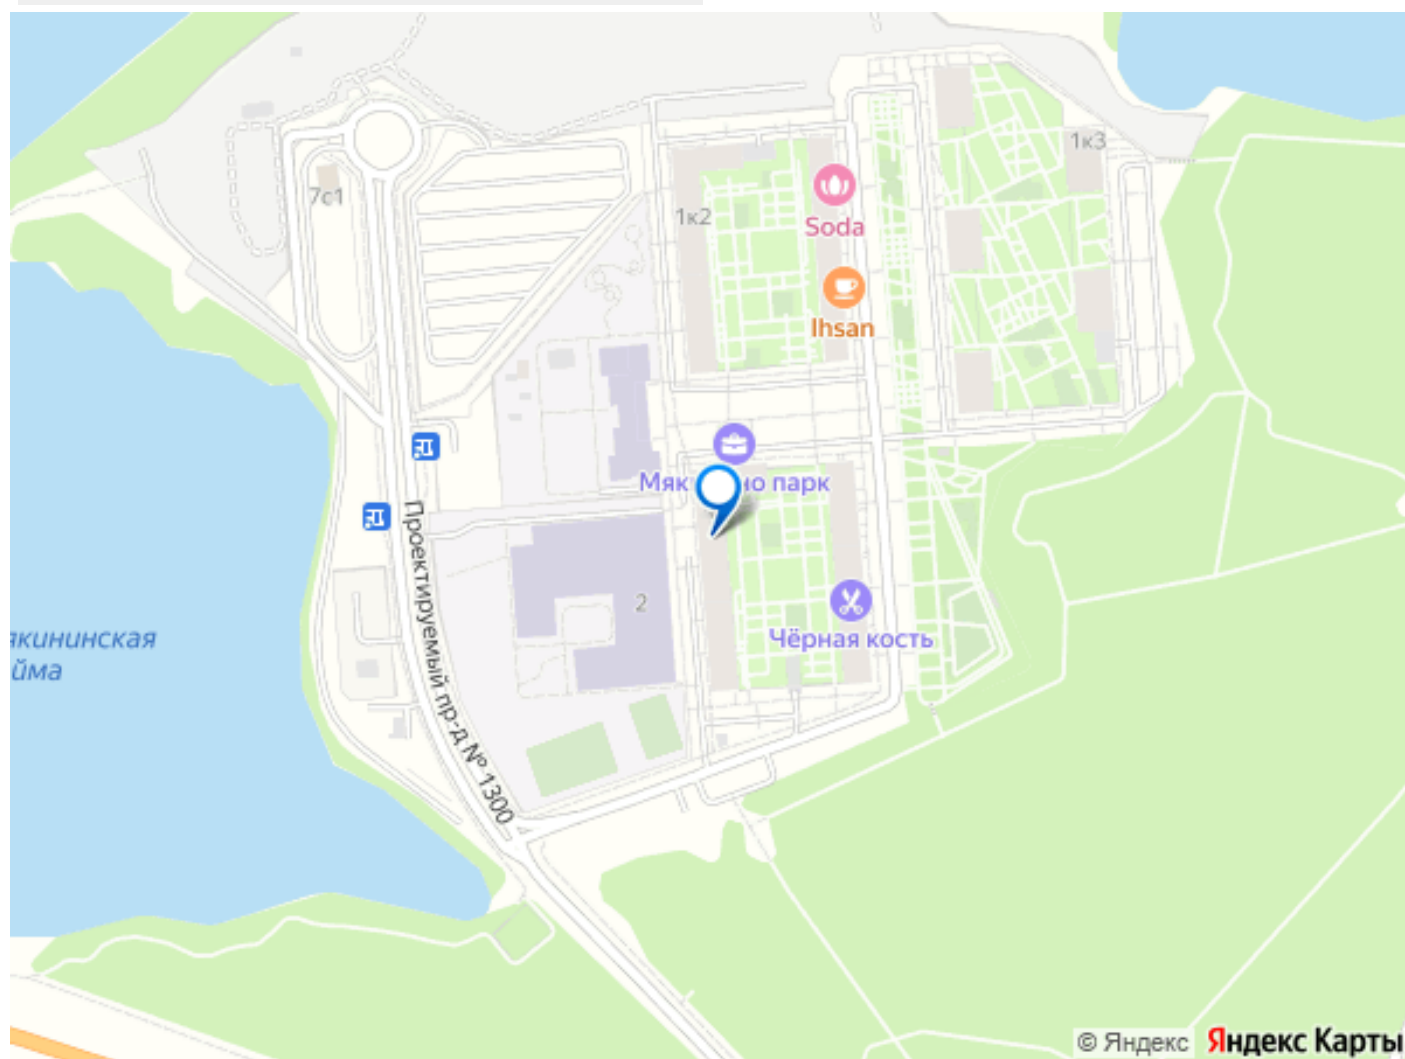 1к3
7с1
1к2
Soda
Ihsan
Мяк но парк
Проектируемый пр-д № 1300
2
якининская
йма
Чёрная кость
© Яндекс Яндекс Карты